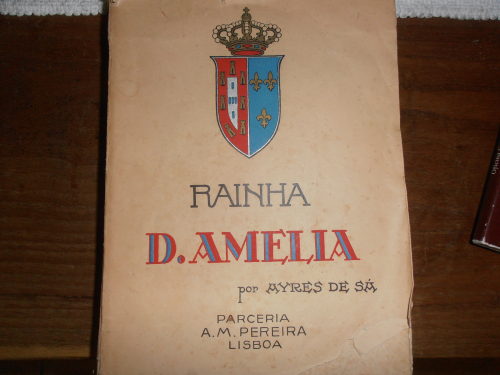 RAINHA
D. AMELIA
por AYRES DE SÁ
PARCERIA
A. M. PEREIRA
LISBOA